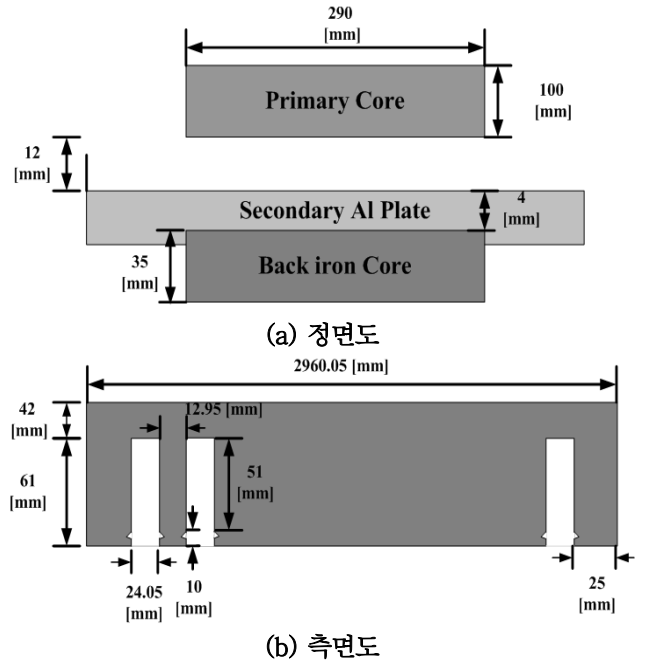 290
[mm]
Primary Core
100
[mm]
12
[mm]
Secondary Al Plate
4
[mm]
35
[mm]
Back iron Core
(a) 정면도
2960.05 [mm]
42
[mm]
12.95 [mm]
61
[mm]
51
[mm]
24.05
[mm]
10
[mm]
25
[mm]
(b) 측면도